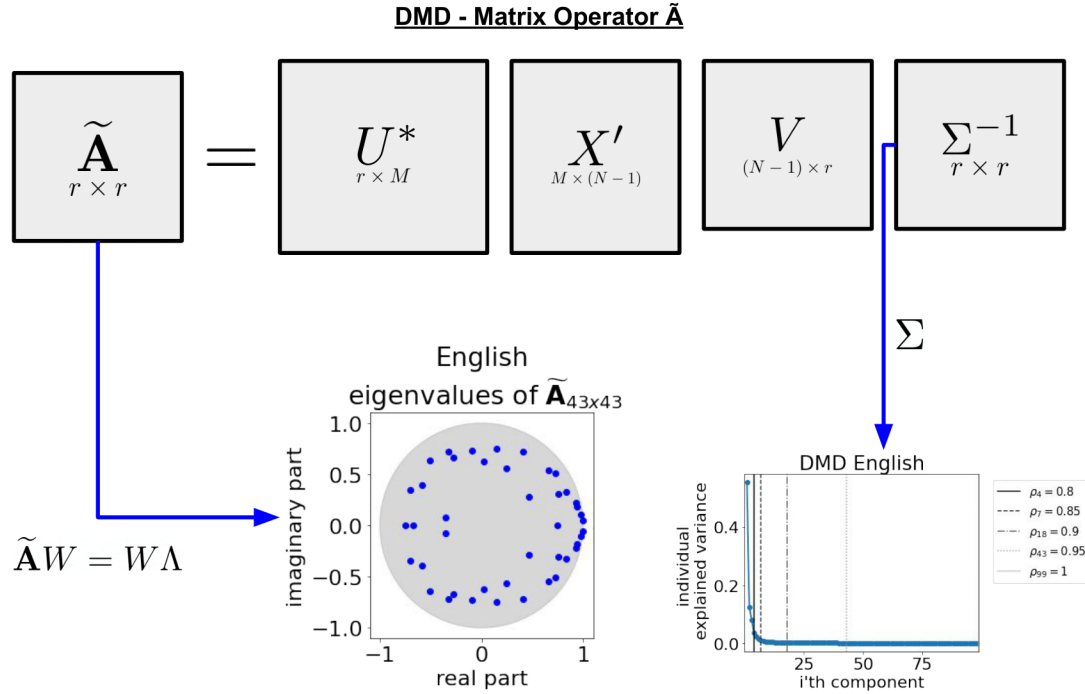 DMD - Matrix Operator Ã
Ã
r × r
=
U*
r × M
X′
M × (N − 1)
V
(N − 1) × r
Σ⁻¹
r × r
Σ
English
eigenvalues of Ã₄₃ₓ₄₃
1.0
0.5
0.0
−0.5
−1.0
imaginary part
−1
0
1
real part
ÃW = WΛ
DMD English
0.4
0.2
0.0
individual
explained variance
25
50
75
i'th component
ρ₄ = 0.8
ρ₇ = 0.85
ρ₁₈ = 0.9
ρ₄₃ = 0.95
ρ₉₉ = 1